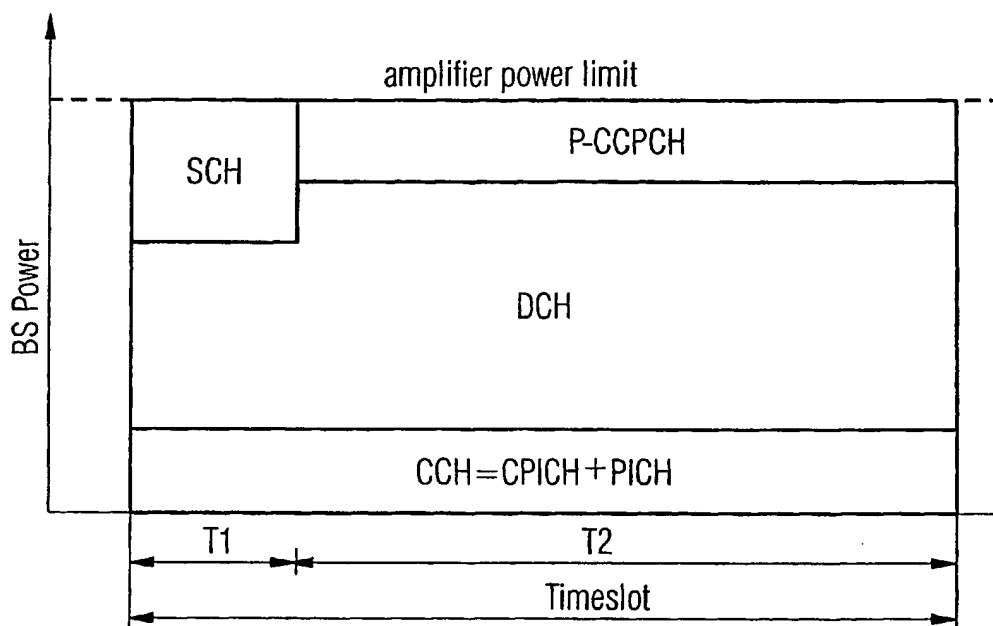 amplifier power limit
SCH
P-CCPCH
BS Power
DCH
CCH=CPICH+PICH
T1
T2
Timeslot